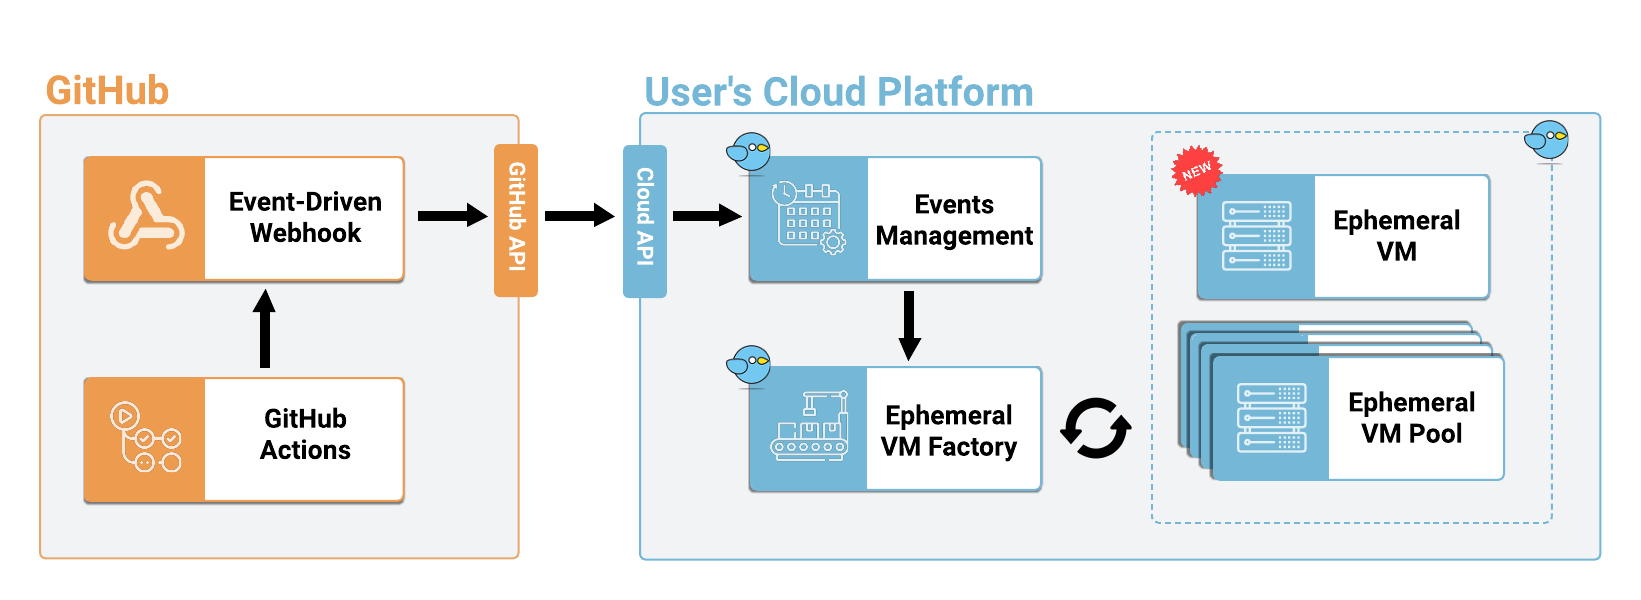 GitHub
User's Cloud Platform
Event-Driven
Webhook
GitHub
Actions
GitHub API
Cloud API
Events
Management
Ephemeral
VM Factory
NEW
Ephemeral
VM
Ephemeral
VM Pool